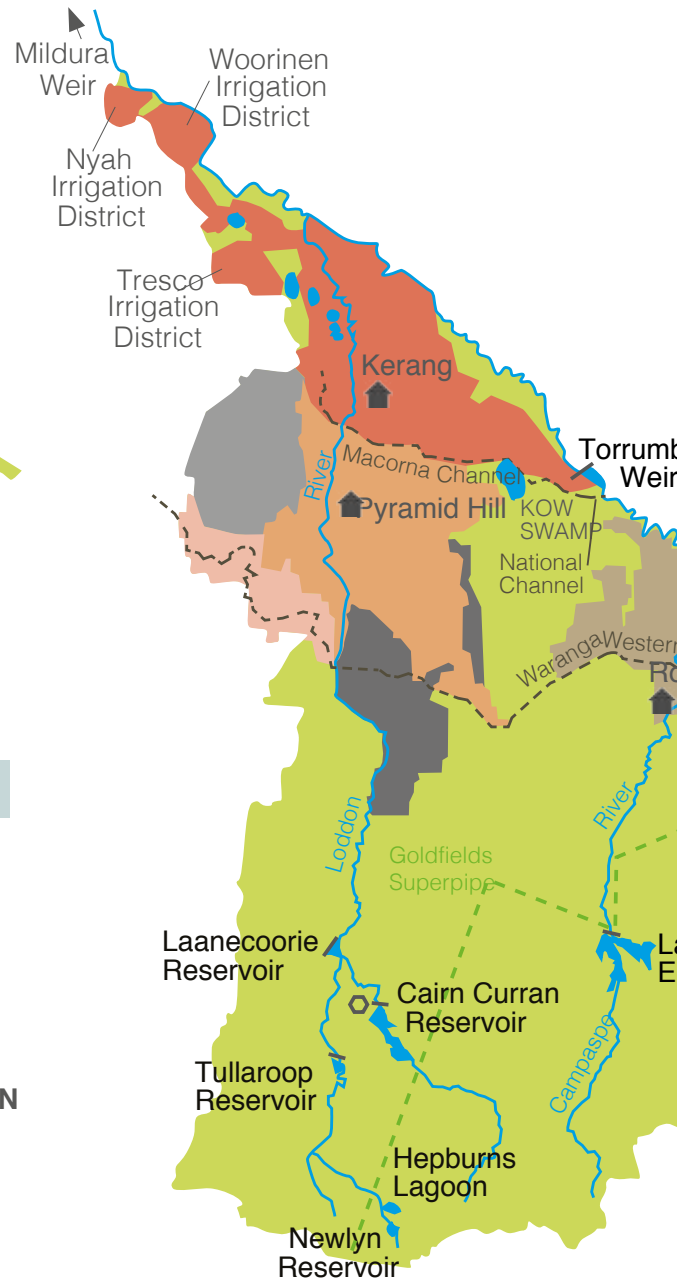 Mildura
Weir
Woorinen
Irrigation
District
Nyah
Irrigation
District
Tresco
Irrigation
District
Kerang
Torrumb
Weir
Macorna Channel
River
Pyramid Hill
KOW
SWAMP
National
Channel
Waranga Western
Ro
River
Loddon
Goldfields
Superpipe
Laanecoorie
Reservoir
La
E
Cairn Curran
Reservoir
Campaspe
Tullaroop
Reservoir
N
Hepburns
Lagoon
Newlyn
Reservoir